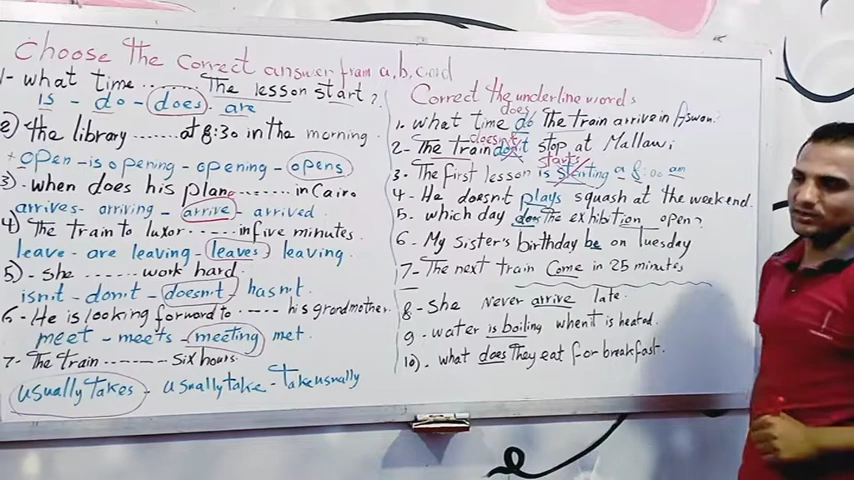 Choose The Correct answer from a, b, c and d
1- what time ....... The lesson start ?
is - do - does - are
2) the library ....... at 8:30 in the morning
open - is opening - opening - opens
3) - when does his plane ......... in Cairo
arrives - arriving - arrive - arrived
4) The train to luxor ...... in five minutes
leave - are leaving - leaves - leaving
5) - she ...... work hard
isn't - don't - doesn't - hasn't
6 - He is looking forward to ..... his grandmother
meet - meets - meeting - met
7 - The train ........ six hours
usually takes - usually take - Take usually
Correct the underline words
does
1. what time do The train arrive in Aswan?
doesn't
2 - The train don't stop at Mallawi
starts
3 - The first lesson is starting a 8:00 am
4 - He doesn't plays squash at the weekend.
5. which day does the exhibition open?
6 - My sister's birthday be on Tuesday
7 - The next train Come in 25 minutes
8 - She never arrive late.
9 - water is boiling when it is heated.
10). what does They eat for breakfast.